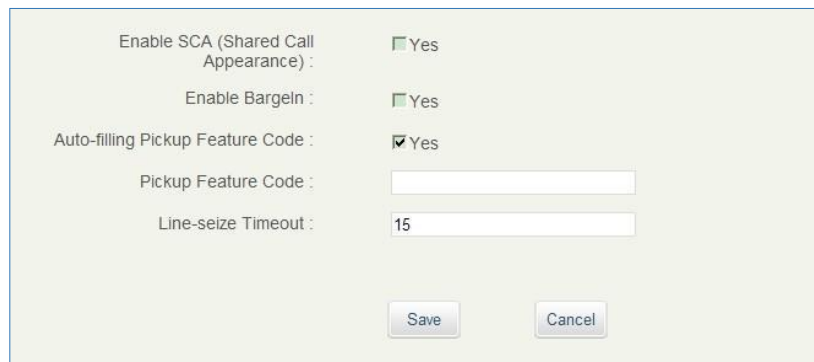 Enable SCA (Shared Call
Appearance) :
Yes
Enable BargeIn :
Yes
Auto-filling Pickup Feature Code :
Yes
Pickup Feature Code :
Line-seize Timeout :
15
Save
Cancel